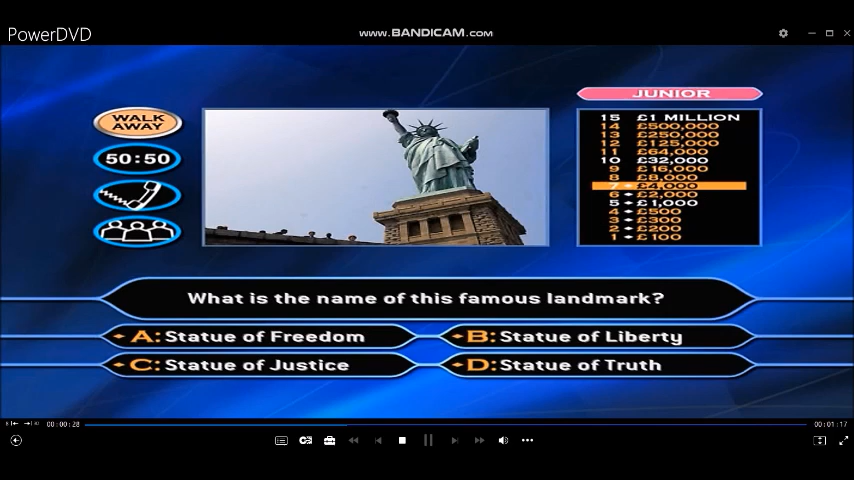 PowerDVD
www.BANDICAM.com
JUNIOR
WALK
AWAY
50:50
15 £1 MILLION
14 £500,000
13 £250,000
12 £125,000
11 £64,000
10 £32,000
9 £16,000
8 £8,000
7 £4,000
6 £2,000
5 £1,000
4 £500
3 £300
2 £200
1 £100
What is the name of this famous landmark?
A: Statue of Freedom
B: Statue of Liberty
C: Statue of Justice
D: Statue of Truth
00:00:28
00:01:17